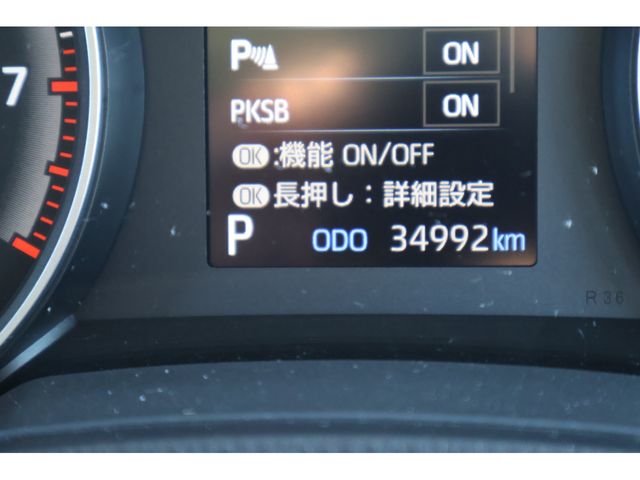 7
P ON
PKSB ON
OK:機能 ON/OFF
OK長押し:詳細設定
P ODO 34992km
R36